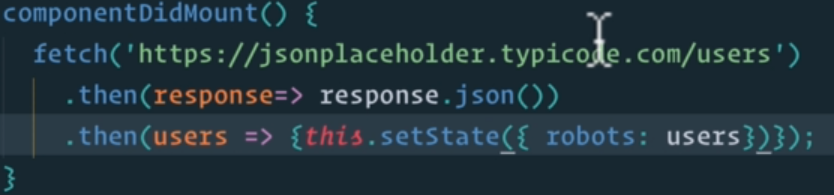 componentDidMount() {
fetch('https://jsonplaceholder.typicode.com/users')
.then(response=> response.json())
.then(users => {this.setState({ robots: users})});
}